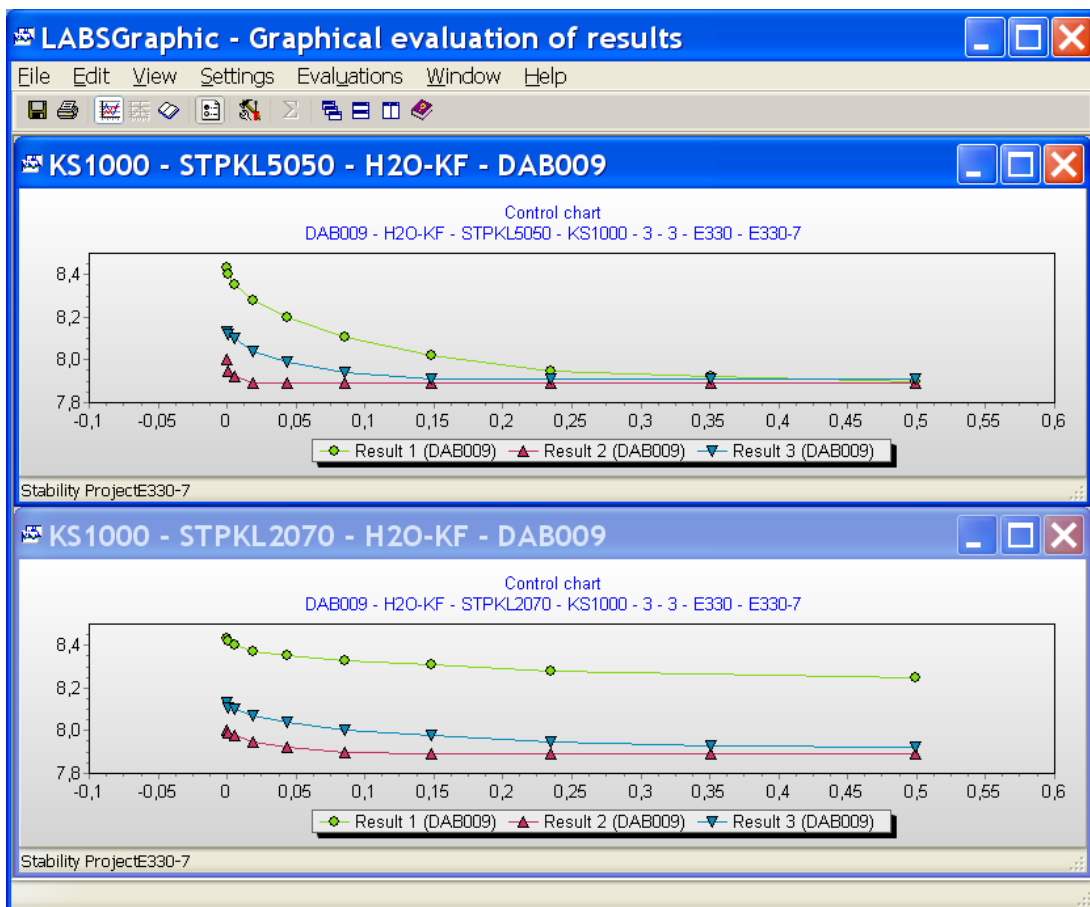 LABSGraphic - Graphical evaluation of results
File Edit View Settings Evaluations Window Help
KS1000 - STPKL5050 - H2O-KF - DAB009
Control chart
DAB009 - H2O-KF - STPKL5050 - KS1000 - 3 - 3 - E330 - E330-7
8,4
8,2
8,0
7,8
-0,1 -0,05 0 0,05 0,1 0,15 0,2 0,25 0,3 0,35 0,4 0,45 0,5 0,55 0,6
Result 1 (DAB009) Result 2 (DAB009) Result 3 (DAB009)
Stability ProjectE330-7
KS1000 - STPKL2070 - H2O-KF - DAB009
Control chart
DAB009 - H2O-KF - STPKL2070 - KS1000 - 3 - 3 - E330 - E330-7
8,4
8,2
8,0
7,8
-0,1 -0,05 0 0,05 0,1 0,15 0,2 0,25 0,3 0,35 0,4 0,45 0,5 0,55 0,6
Result 1 (DAB009) Result 2 (DAB009) Result 3 (DAB009)
Stability ProjectE330-7